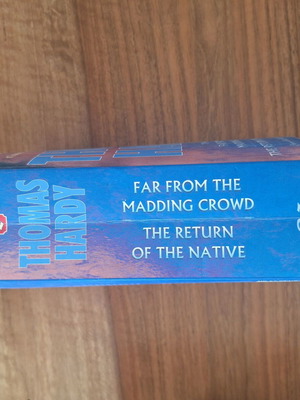 THOMAS
HARDY
FAR FROM THE
MADDING CROWD
THE RETURN
OF THE NATIVE